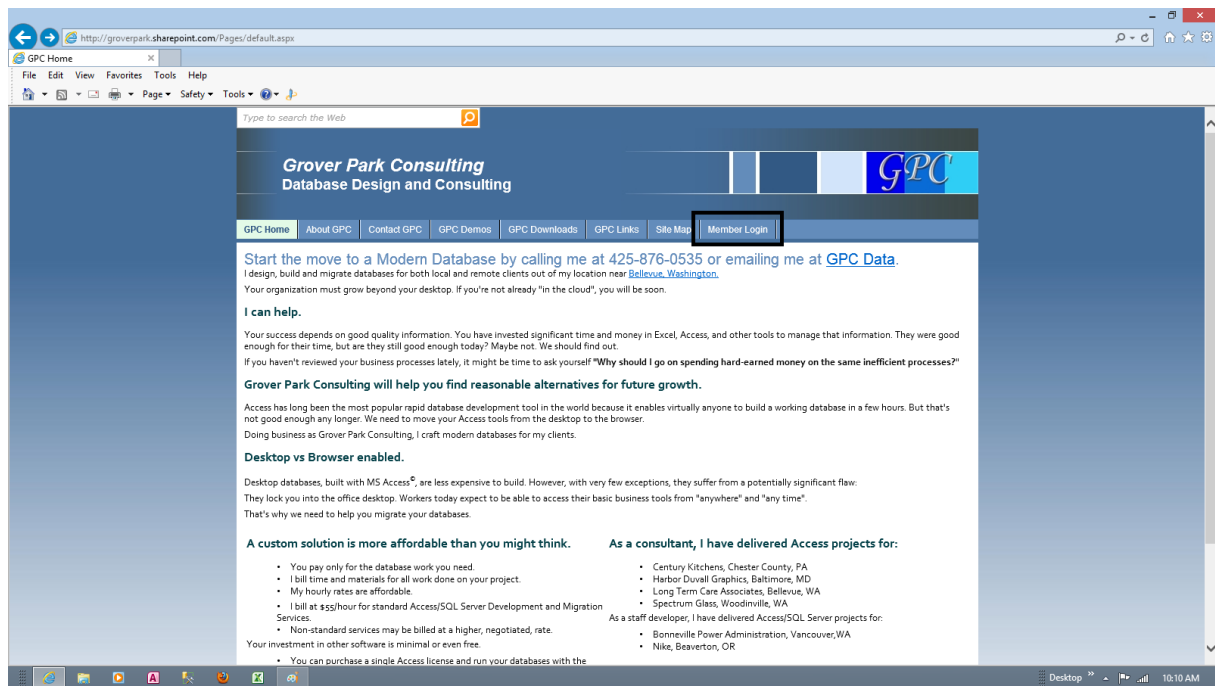 http://groverpark.sharepoint.com/Pages/default.aspx
GPC Home
File Edit View Favorites Tools Help
Page Safety Tools
Type to search the Web
Grover Park Consulting
Database Design and Consulting
GPC
GPC Home About GPC Contact GPC GPC Demos GPC Downloads GPC Links Site Map Member Login
Start the move to a Modern Database by calling me at 425-876-0535 or emailing me at GPC Data.
I design, build and migrate databases for both local and remote clients out of my location near Bellevue, Washington.
Your organization must grow beyond your desktop. If you're not already "in the cloud", you will be soon.
I can help.
Your success depends on good quality information. You have invested significant time and money in Excel, Access, and other tools to manage that information. They were good
enough for their time, but are they still good enough today? Maybe not. We should find out.
If you haven't reviewed your business processes lately, it might be time to ask yourself "Why should I go on spending hard-earned money on the same inefficient processes?"
Grover Park Consulting will help you find reasonable alternatives for future growth.
Access has long been the most popular rapid database development tool in the world because it enables virtually anyone to build a working database in a few hours. But that's
not good enough any longer. We need to move your Access tools from the desktop to the browser.
Doing business as Grover Park Consulting, I craft modern databases for my clients.
Desktop vs Browser enabled.
Desktop databases, built with MS Access©, are less expensive to build. However, with very few exceptions, they suffer from a potentially significant flaw:
They lock you into the office desktop. Workers today expect to be able to access their basic business tools from "anywhere" and "any time".
That's why we need to help you migrate your databases.
A custom solution is more affordable than you might think.
• You pay only for the database work you need.
• I bill time and materials for all work done on your project.
• My hourly rates are affordable.
• I bill at $55/hour for standard Access/SQL Server Development and Migration
Services.
• Non-standard services may be billed at a higher, negotiated, rate.
Your investment in other software is minimal or even free.
• You can purchase a single Access license and run your databases with the
As a consultant, I have delivered Access projects for:
• Century Kitchens, Chester County, PA
• Harbor Duvall Graphics, Baltimore, MD
• Long Term Care Associates, Bellevue, WA
• Spectrum Glass, Woodinville, WA
As a staff developer, I have delivered Access/SQL Server projects for:
• Bonneville Power Administration, Vancouver,WA
• Nike, Beaverton, OR
Desktop 10:10 AM